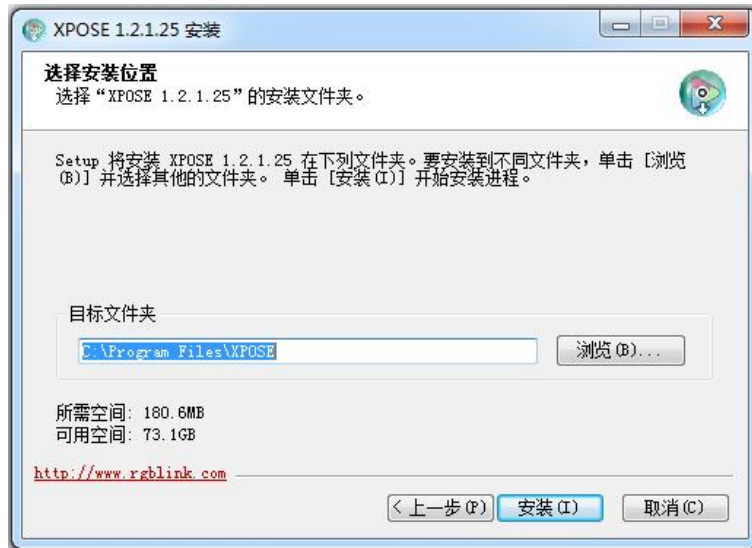 XPOSE 1.2.1.25 安装
选择安装位置
选择“XPOSE 1.2.1.25”的安装文件夹。
Setup 将安装 XPOSE 1.2.1.25 在下列文件夹。要安装到不同文件夹，单击 [浏览
(B)] 并选择其他的文件夹。 单击 [安装(I)] 开始安装进程。
目标文件夹
C:\Program Files\XPOSE
浏览(B)...
所需空间: 180.6MB
可用空间: 73.1GB
http://www.rgblink.com
< 上一步(P) 安装(I) 取消(C)